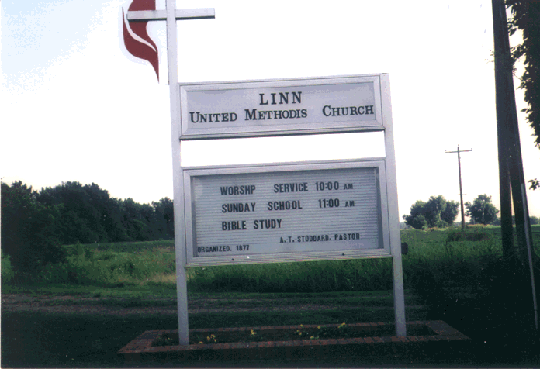 LINN
UNITED METHODIS CHURCH
WORSHP SERVICE 10:00 AM
SUNDAY SCHOOL 11:00 AM
BIBLE STUDY
A. T. STODDARD, PASTOR
ORGANIZED, 1877